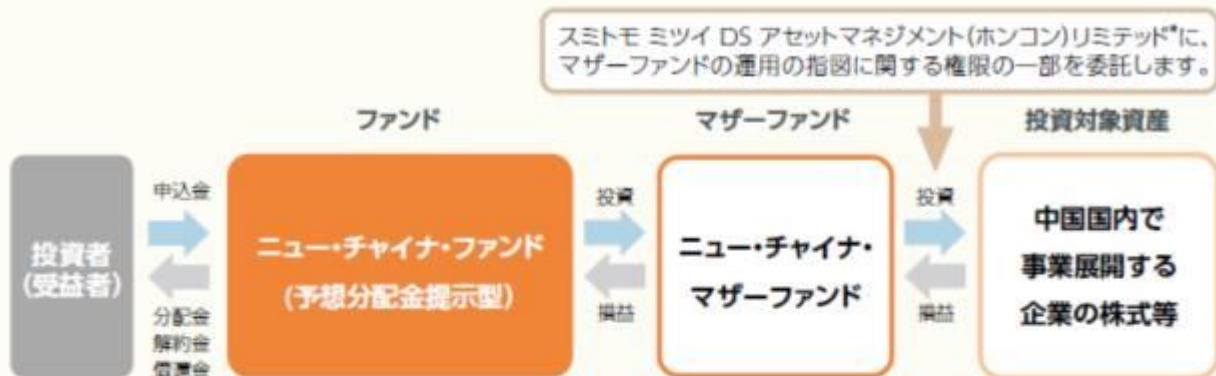 スミトモ ミツイ DS アセットマネジメント(ホンコン)リミテッド*に、
マザーファンドの運用の指図に関する権限の一部を委託します。
ファンド
マザーファンド
投資対象資産
投資者
(受益者)
申込金
分配金
解約金
償還金
ニュー・チャイナ・ファンド
(予想分配金提示型)
投資
損益
ニュー・チャイナ・
マザーファンド
投資
損益
中国国内で
事業展開する
企業の株式等